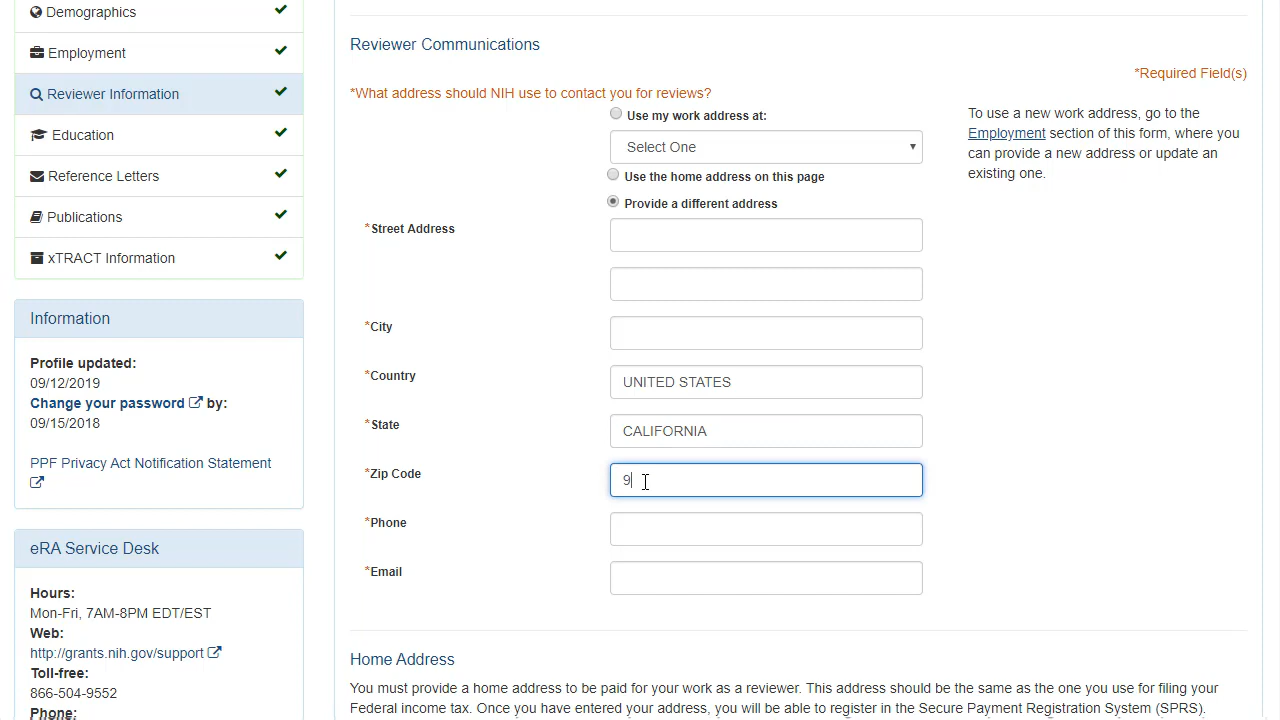 Demographics
Employment
Reviewer Information
Education
Reference Letters
Publications
xTRACT Information
Information
Profile updated:
09/12/2019
Change your password by:
09/15/2018
PPF Privacy Act Notification Statement
eRA Service Desk
Hours:
Mon-Fri, 7AM-8PM EDT/EST
Web:
http://grants.nih.gov/support
Toll-free:
866-504-9552
Phone:
Reviewer Communications
*Required Field(s)
*What address should NIH use to contact you for reviews?
Use my work address at:
Select One
Use the home address on this page
Provide a different address
To use a new work address, go to the
Employment section of this form, where you
can provide a new address or update an
existing one.
*Street Address
*City
*Country
UNITED STATES
*State
CALIFORNIA
*Zip Code
9
*Phone
*Email
Home Address
You must provide a home address to be paid for your work as a reviewer. This address should be the same as the one you use for filing your
Federal income tax. Once you have entered your address, you will be able to register in the Secure Payment Registration System (SPRS).